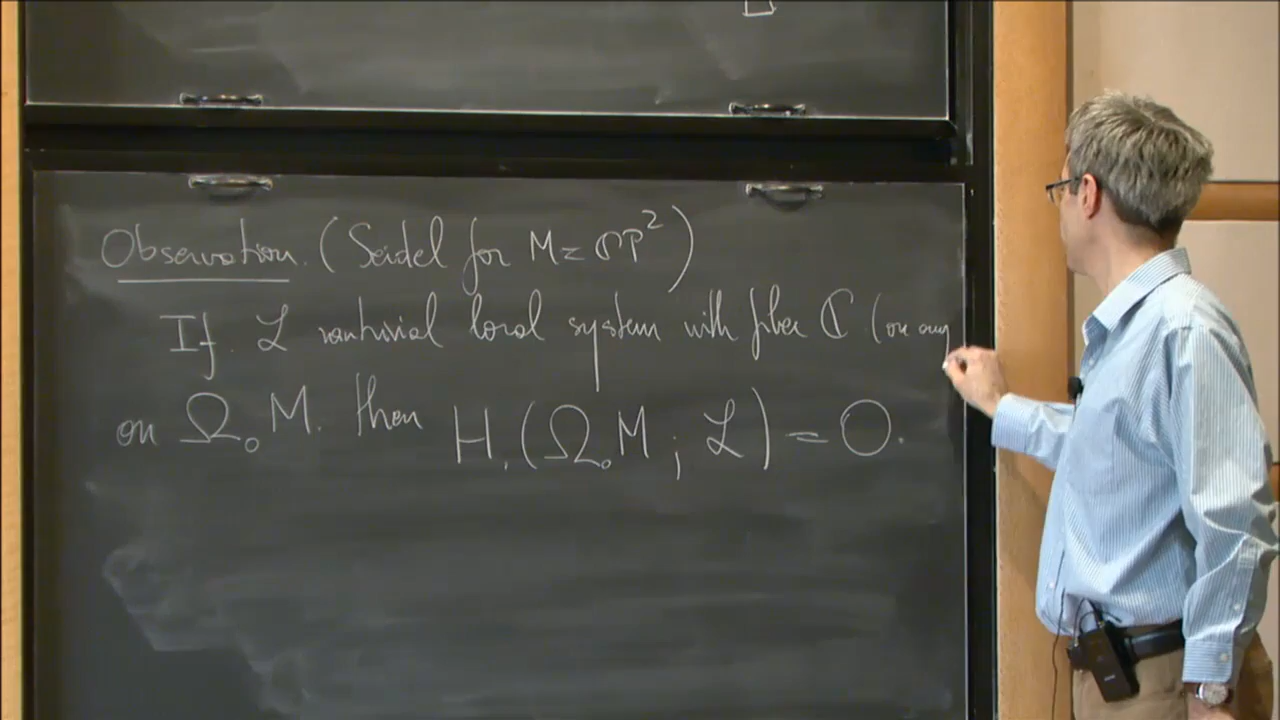 Observation. (Seidel for M = ℂP²)
If ℒ nontrivial local system with fiber ℂ (or any
on Ω₀M. then H.(Ω₀M; ℒ) = 0.